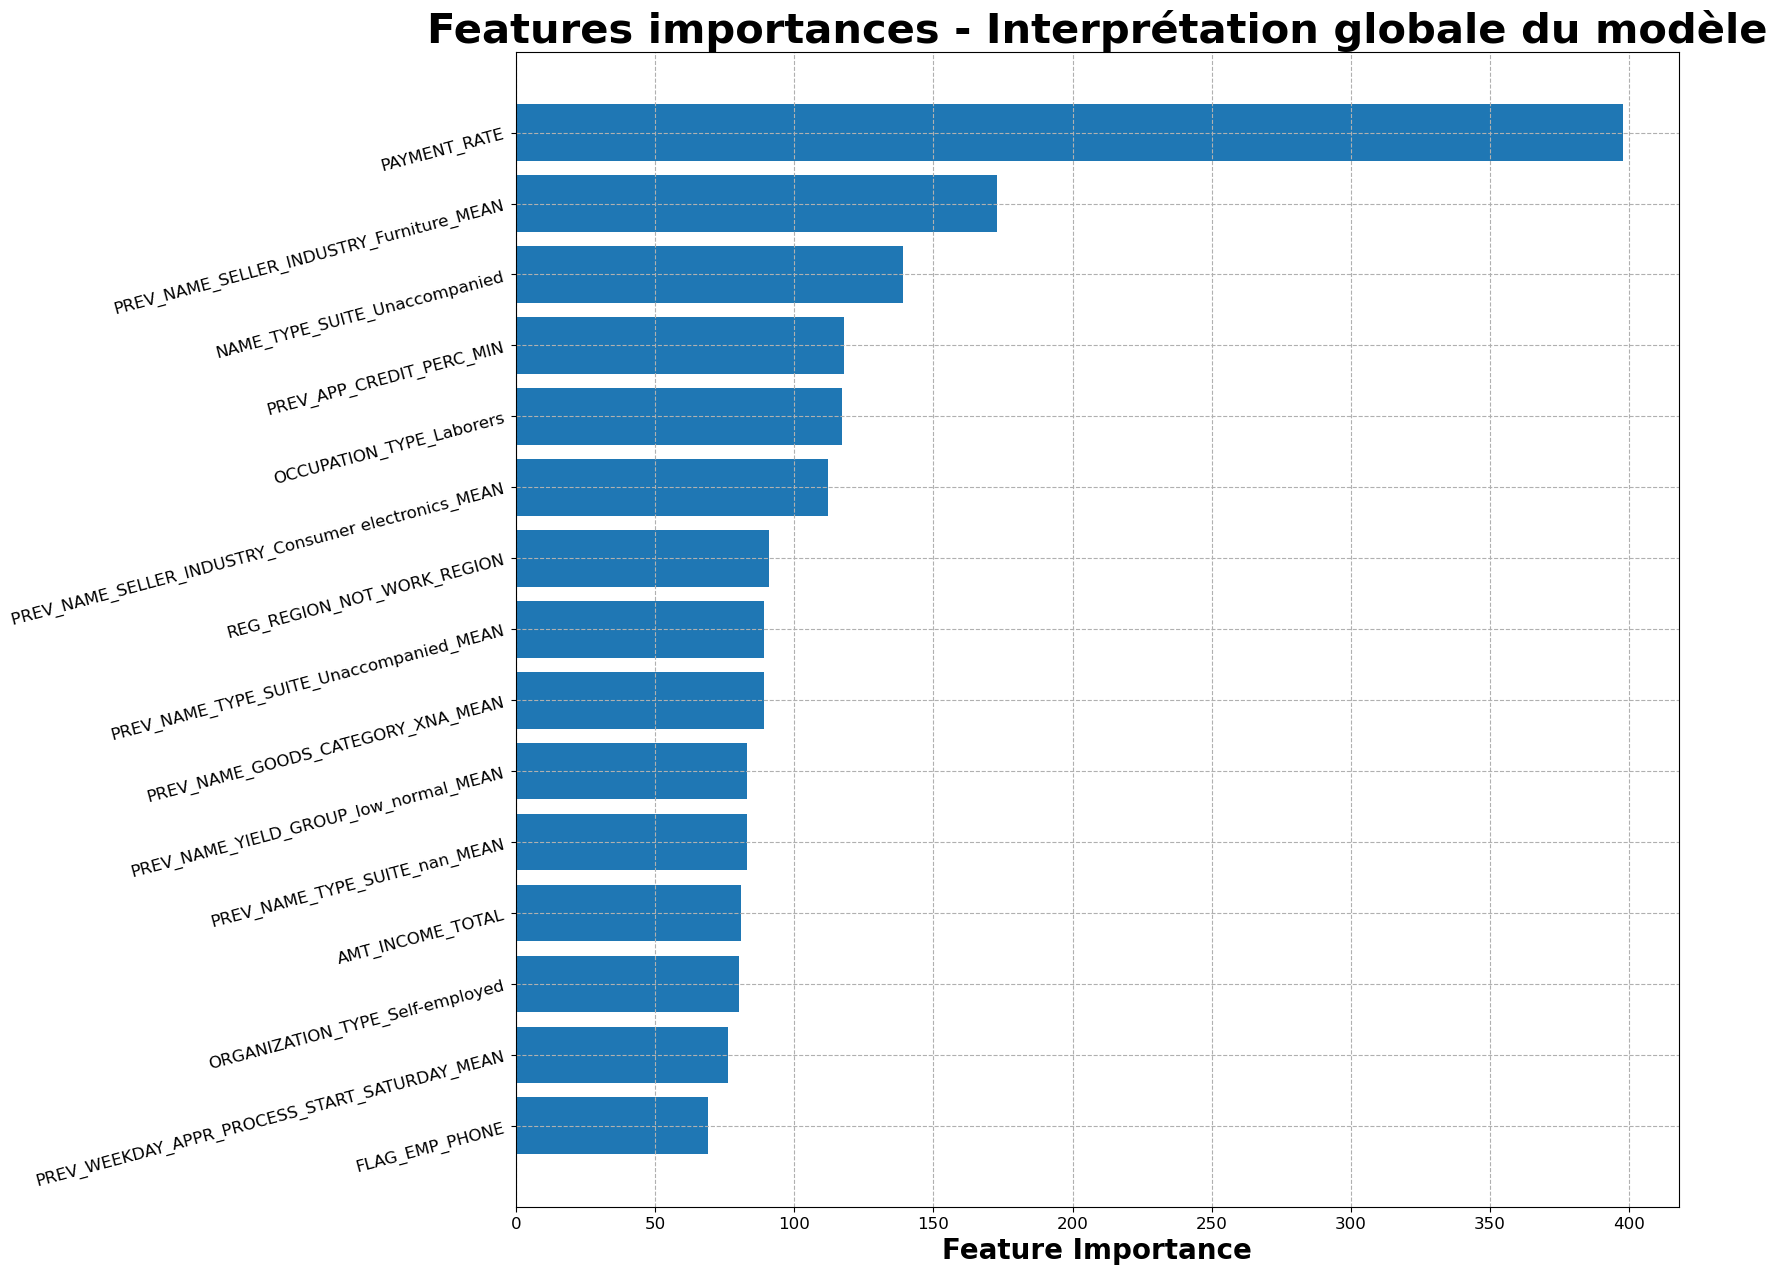 Features importances - Interprétation globale du modèle
PAYMENT_RATE
PREV_NAME_SELLER_INDUSTRY_Furniture_MEAN
NAME_TYPE_SUITE_Unaccompanied
PREV_APP_CREDIT_PERC_MIN
OCCUPATION_TYPE_Laborers
PREV_NAME_SELLER_INDUSTRY_Consumer electronics_MEAN
REG_REGION_NOT_WORK_REGION
PREV_NAME_TYPE_SUITE_Unaccompanied_MEAN
PREV_NAME_GOODS_CATEGORY_XNA_MEAN
PREV_NAME_YIELD_GROUP_low_normal_MEAN
PREV_NAME_TYPE_SUITE_nan_MEAN
AMT_INCOME_TOTAL
ORGANIZATION_TYPE_Self-employed
PREV_WEEKDAY_APPR_PROCESS_START_SATURDAY_MEAN
FLAG_EMP_PHONE
0 50 100 150 200 250 300 350 400
Feature Importance